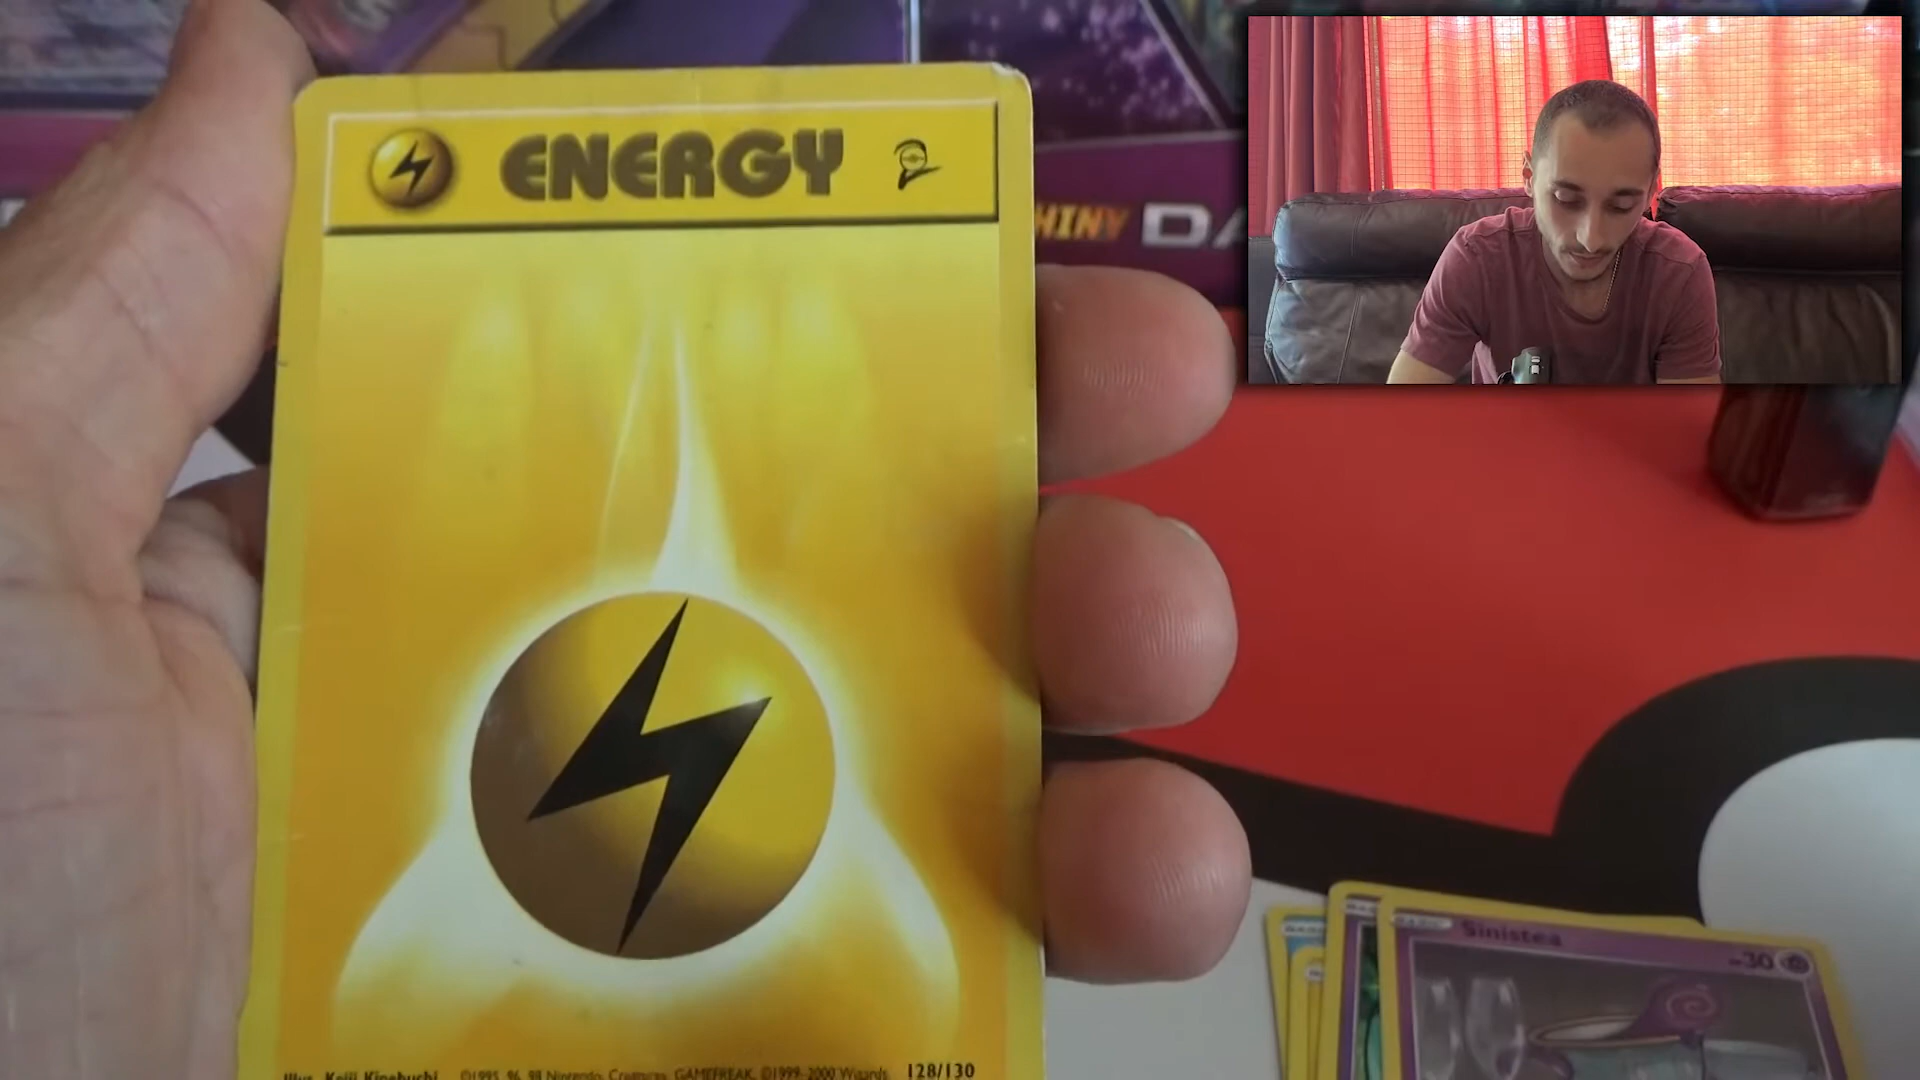 ENERGY
HINY DA
Illus. Keiji Kinebuchi ©1995, 96, 98 Nintendo, Creatures, GAMEFREAK. ©1999-2000 Wizards. 128/130
BASIC Sinistea 30